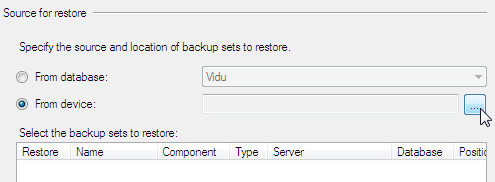 Source for restore
Specify the source and location of backup sets to restore.
From database:
Vidu
From device:
...
Select the backup sets to restore:
Restore Name Component Type Server Database Positio